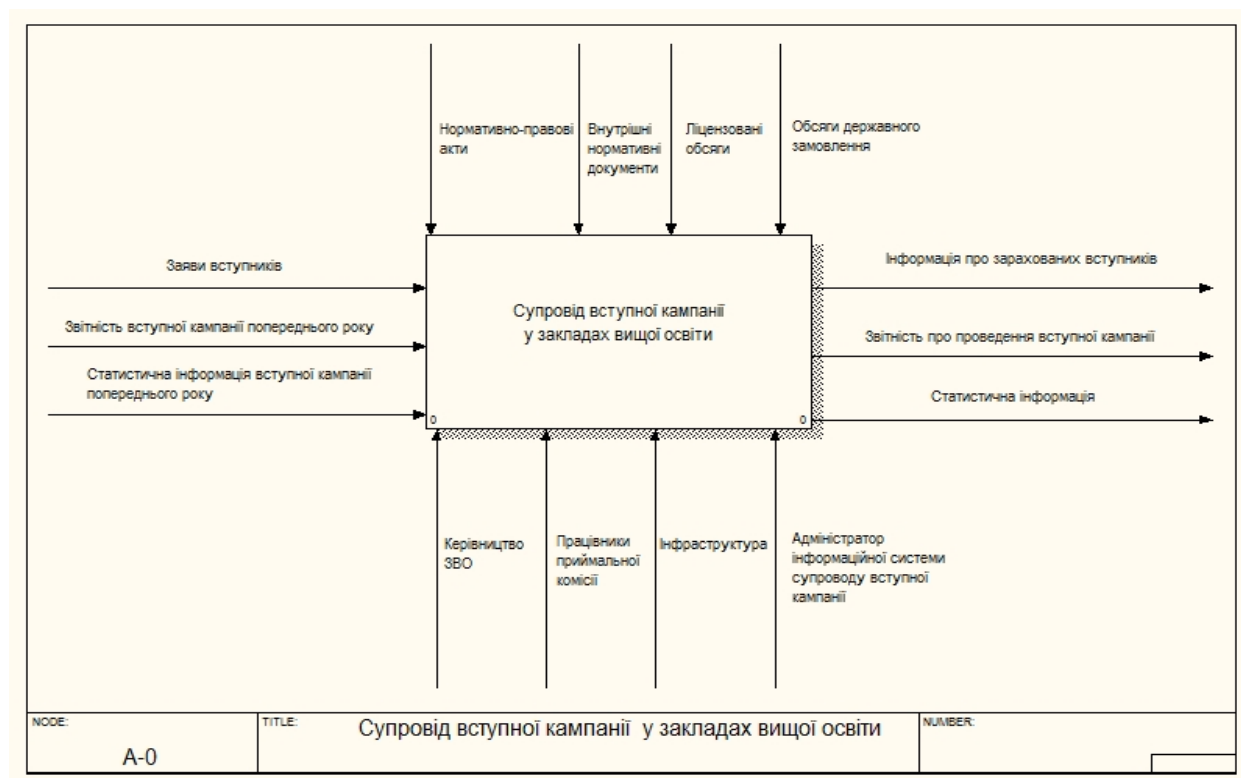 Нормативно-правові
акти
Внутрішні
нормативні
документи
Ліцензовані
обсяги
Обсяги державного
замовлення
Заяви вступників
Звітність вступної кампанії попереднього року
Статистична інформація вступної кампанії
попереднього року
Супровід вступної кампанії
у закладах вищої освіти
0
0
Інформація про зарахованих вступників
Звітність про проведення вступної кампанії
Статистична інформація
Керівництво
ЗВО
Працівники
приймальної
комісії
Інфраструктура
Адміністратор
інформаційної системи
супроводу вступної
кампанії
NODE:
A-0
TITLE:
Супровід вступної кампанії у закладах вищої освіти
NUMBER: